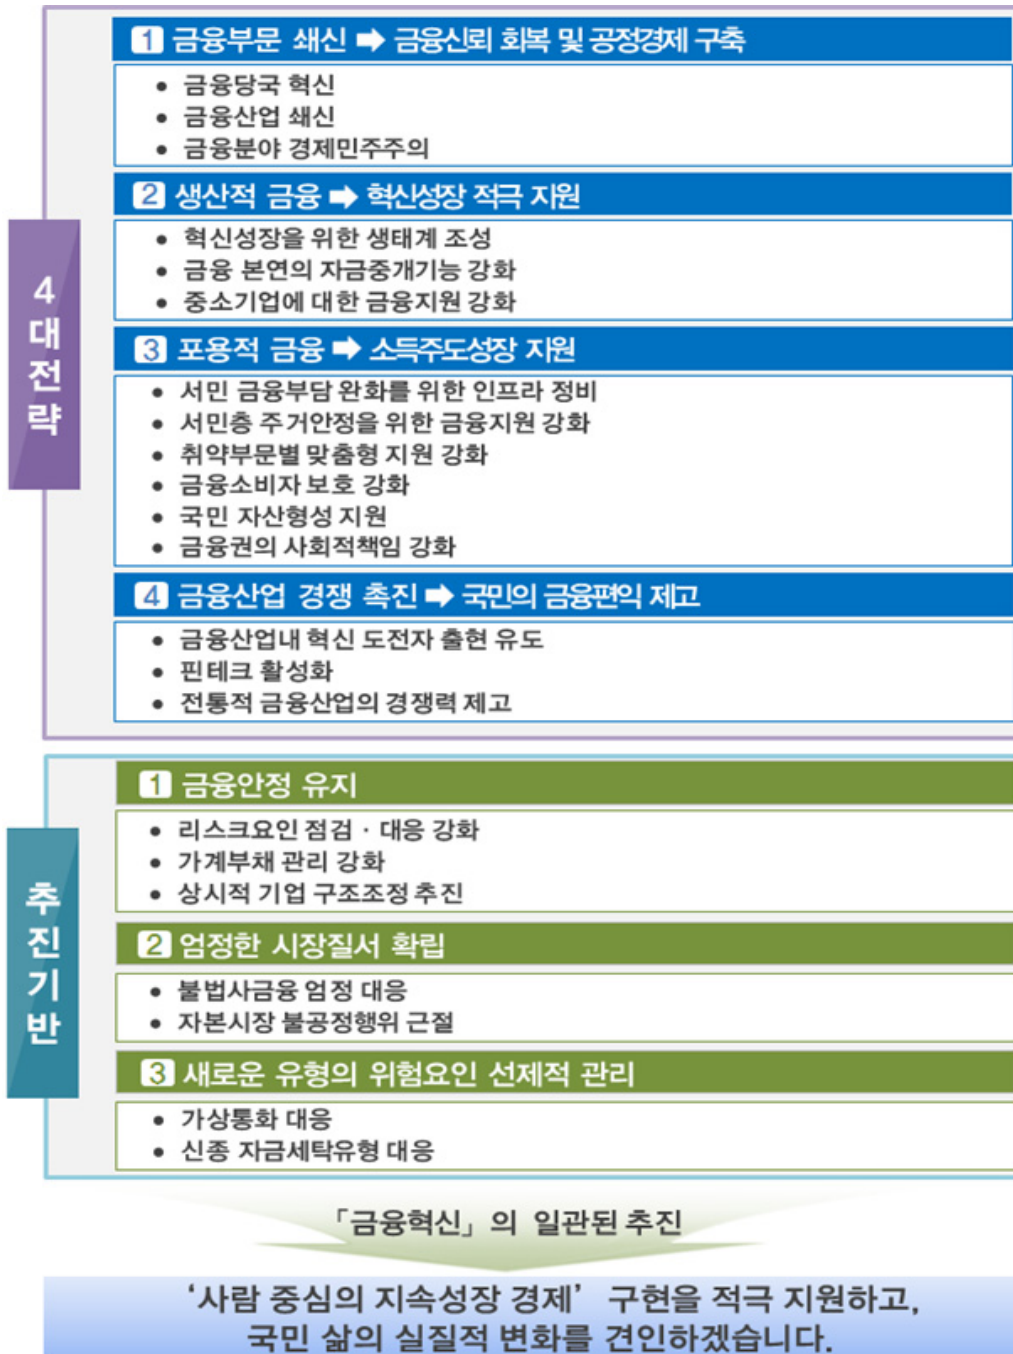 4대전략
1 금융부문 쇄신 ➡ 금융신뢰 회복 및 공정경제 구축
• 금융당국 혁신
• 금융산업 쇄신
• 금융분야 경제민주주의
2 생산적 금융 ➡ 혁신성장 적극 지원
• 혁신성장을 위한 생태계 조성
• 금융 본연의 자금중개기능 강화
• 중소기업에 대한 금융지원 강화
3 포용적 금융 ➡ 소득주도성장 지원
• 서민 금융부담 완화를 위한 인프라 정비
• 서민층 주거안정을 위한 금융지원 강화
• 취약부문별 맞춤형 지원 강화
• 금융소비자 보호 강화
• 국민 자산형성 지원
• 금융권의 사회적책임 강화
4 금융산업 경쟁 촉진 ➡ 국민의 금융편익 제고
• 금융산업내 혁신 도전자 출현 유도
• 핀테크 활성화
• 전통적 금융산업의 경쟁력 제고
추진기반
1 금융안정 유지
• 리스크요인 점검 · 대응 강화
• 가계부채 관리 강화
• 상시적 기업 구조조정 추진
2 엄정한 시장질서 확립
• 불법사금융 엄정 대응
• 자본시장 불공정행위 근절
3 새로운 유형의 위험요인 선제적 관리
• 가상통화 대응
• 신종 자금세탁유형 대응
「금융혁신」의 일관된 추진
‘사람 중심의 지속성장 경제’ 구현을 적극 지원하고,
국민 삶의 실질적 변화를 견인하겠습니다.